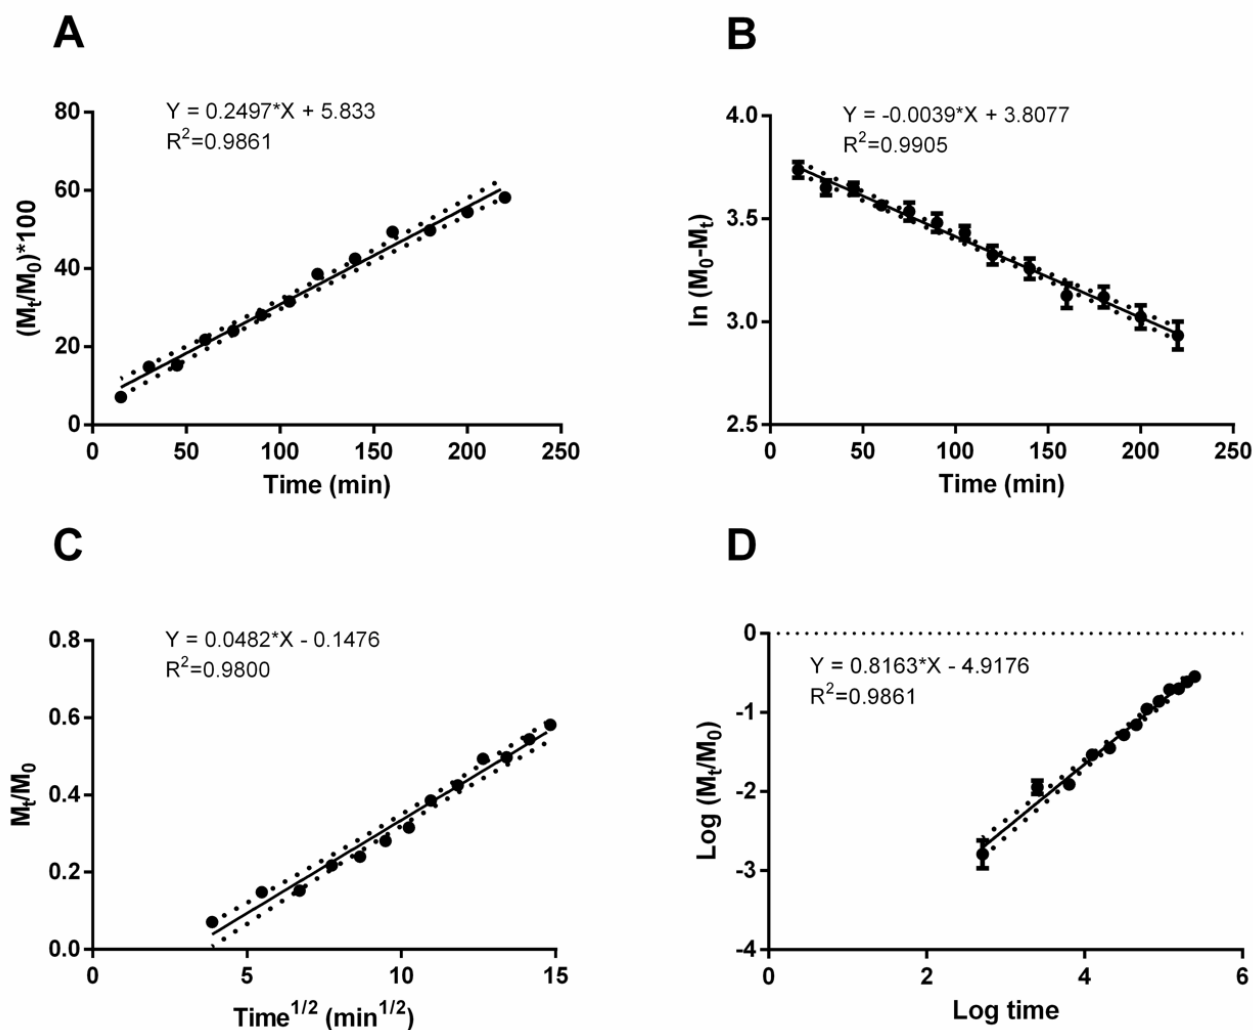 A
Y = 0.2497*X + 5.833
R²=0.9861
80
60
40
20
0
(Mₜ/M₀)*100
0 50 100 150 200 250
Time (min)
B
Y = -0.0039*X + 3.8077
R²=0.9905
4.0
3.5
3.0
2.5
ln (M₀-Mₜ)
0 50 100 150 200 250
Time (min)
C
Y = 0.0482*X - 0.1476
R²=0.9800
0.8
0.6
0.4
0.2
0.0
Mₜ/M₀
0 5 10 15
Time¹/² (min¹/²)
D
0
Y = 0.8163*X - 4.9176
R²=0.9861
-1
-2
-3
-4
Log (Mₜ/M₀)
0 2 4 6
Log time